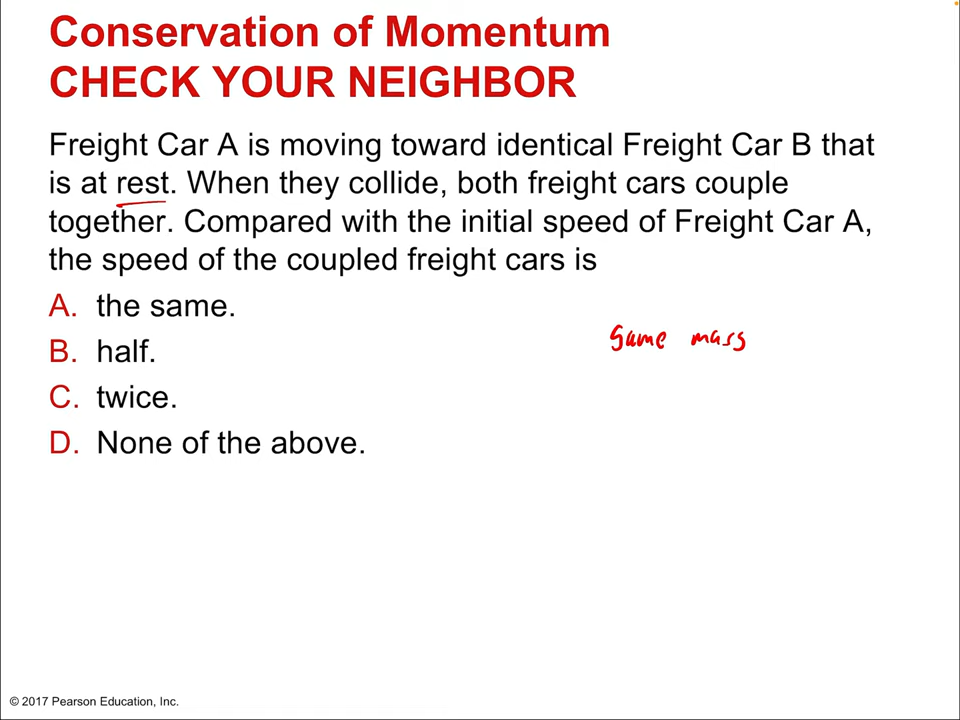 Conservation of Momentum
CHECK YOUR NEIGHBOR
Freight Car A is moving toward identical Freight Car B that
is at rest. When they collide, both freight cars couple
together. Compared with the initial speed of Freight Car A,
the speed of the coupled freight cars is
A. the same.
B. half.
C. twice.
D. None of the above.
Same mass
© 2017 Pearson Education, Inc.